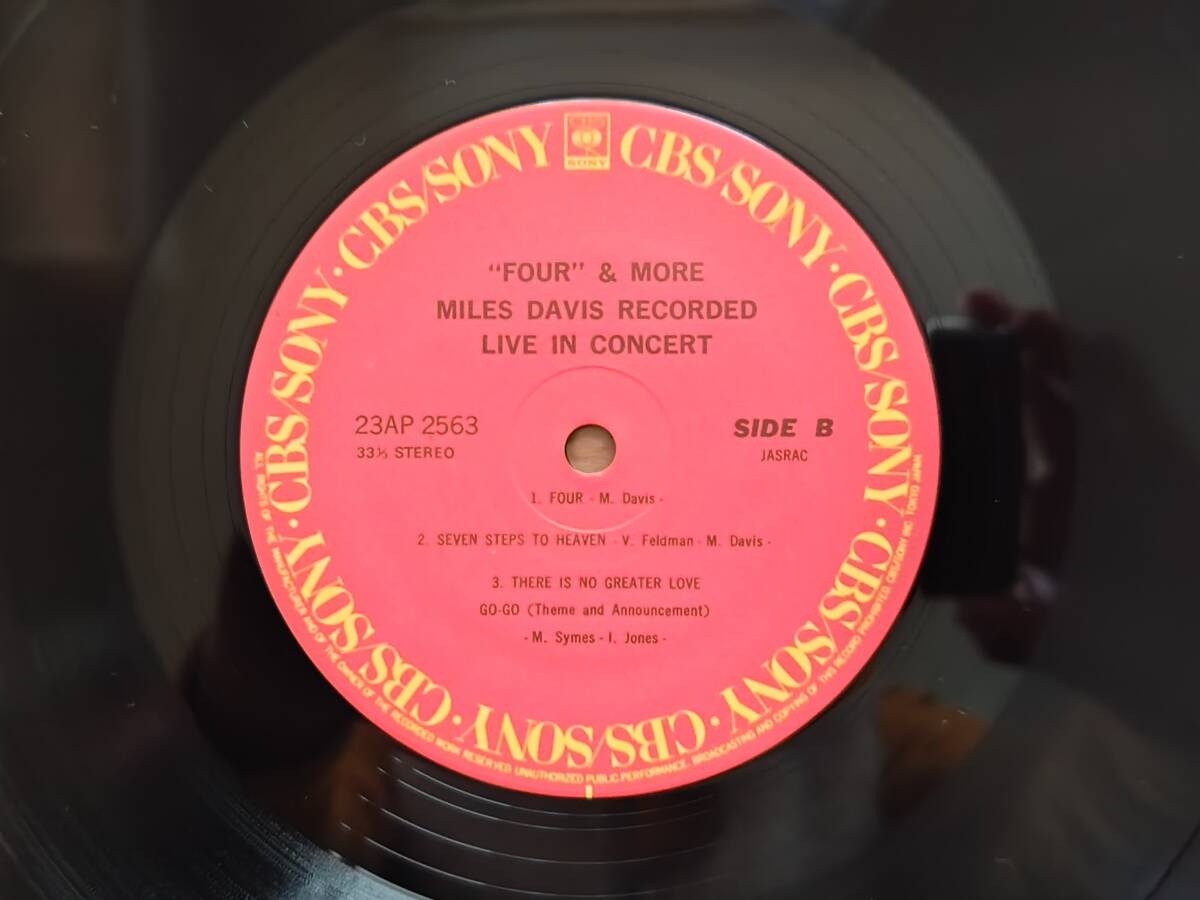 CBS/SONY · CBS/SONY · CBS/SONY · CBS/SONY · CBS/SONY · CBS/SONY · CBS/SONY · CBS/SONY
SONY
"FOUR" & MORE
MILES DAVIS RECORDED
LIVE IN CONCERT
23AP 2563
SIDE B
33⅓ STEREO
JASRAC
1. FOUR - M. Davis -
2. SEVEN STEPS TO HEAVEN - V. Feldman - M. Davis -
3. THERE IS NO GREATER LOVE
GO-GO (Theme and Announcement)
- M. Symes - I. Jones -
ALL RIGHTS OF THE MANUFACTURER AND OF THE OWNER OF THE RECORDED WORK RESERVED. UNAUTHORIZED PUBLIC PERFORMANCE, BROADCASTING AND COPYING OF THIS RECORD PROHIBITED. CBS/SONY INC. TOKYO JAPAN